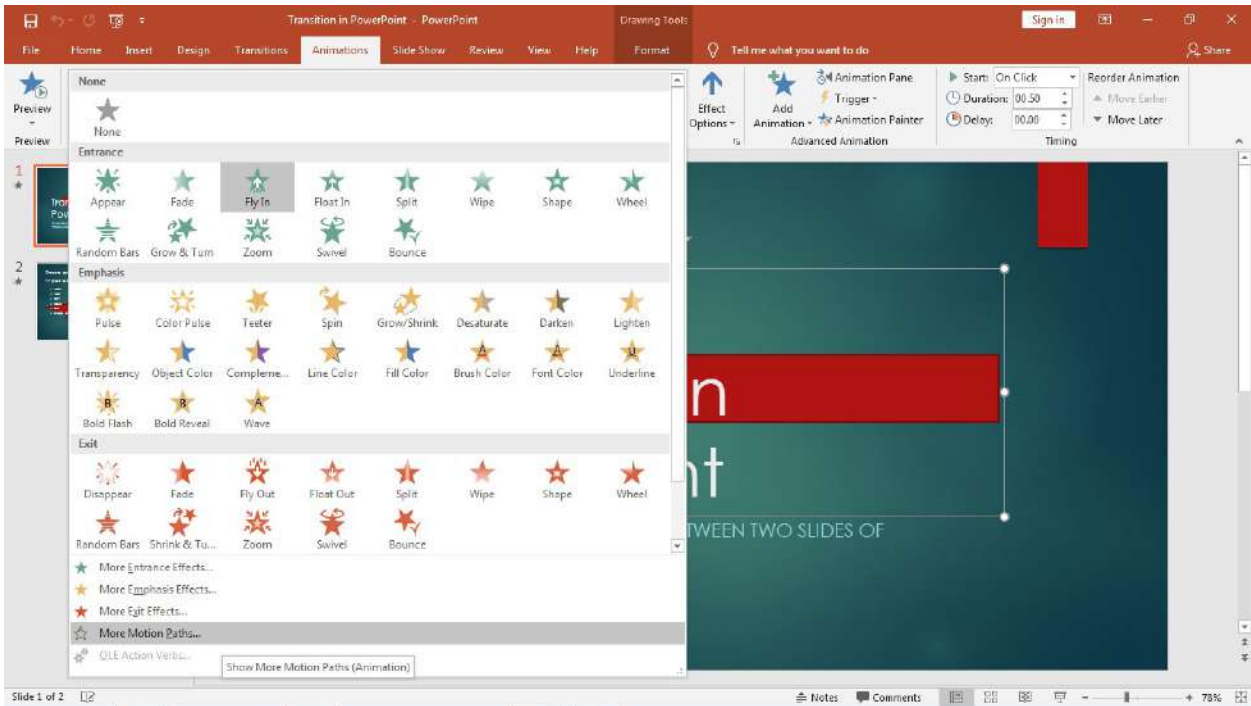 Transition in PowerPoint - PowerPoint
Drawing Tools
Sign in
File Home Insert Design Transitions Animations Slide Show Review View Help Format Tell me what you want to do Share
Preview
Preview
None
None
Entrance
Appear Fade Fly In Float In Split Wipe Shape Wheel
Random Bars Grow & Turn Zoom Swivel Bounce
Emphasis
Pulse Color Pulse Teeter Spin Grow/Shrink Desaturate Darken Lighten
Transparency Object Color Compleme... Line Color Fill Color Brush Color Font Color Underline
Bold Flash Bold Reveal Wave
Exit
Disappear Fade Fly Out Float Out Split Wipe Shape Wheel
Random Bars Shrink & Tu... Zoom Swivel Bounce
More Entrance Effects...
More Emphasis Effects...
More Exit Effects...
More Motion Paths...
OLE Action Verbs...
Show More Motion Paths (Animation)
Effect Options
Add Animation
Animation Pane
Trigger
Animation Painter
Advanced Animation
Start: On Click
Duration: 00.50
Delay: 00.00
Timing
Reorder Animation
Move Earlier
Move Later
1
2
n
nt
TWEEN TWO SLIDES OF
Slide 1 of 2
Notes Comments
78%